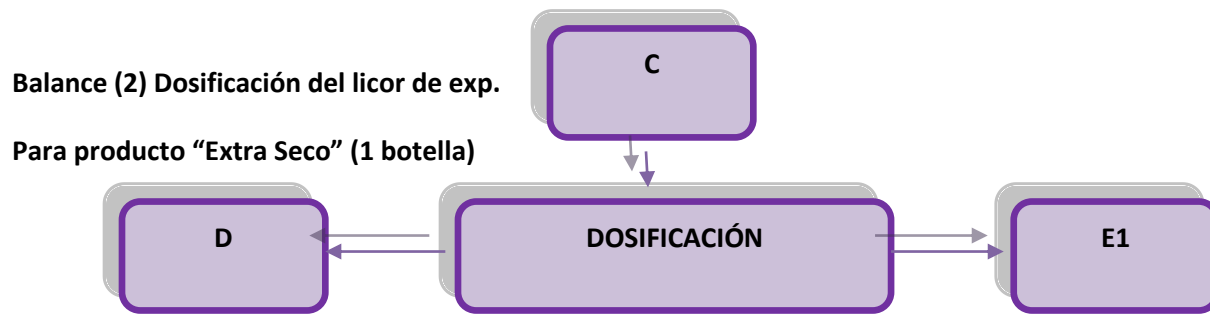 C
Balance (2) Dosificación del licor de exp.
Para producto “Extra Seco” (1 botella)
D
DOSIFICACIÓN
E1